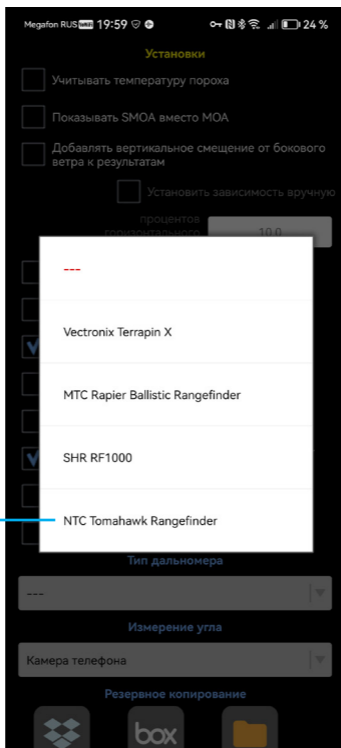 Megafon RUS 19:59 24 %
Установки
Учитывать температуру пороха
Показывать SMOA вместо MOA
Добавлять вертикальное смещение от бокового
ветра к результатам
Установить зависимость вручную
процентов
горизонтального
10.0
---
Vectronix Terrapin X
MTC Rapier Ballistic Rangefinder
SHR RF1000
NTC Tomahawk Rangefinder
Тип дальномера
---
Измерение угла
Камера телефона
Резервное копирование
box